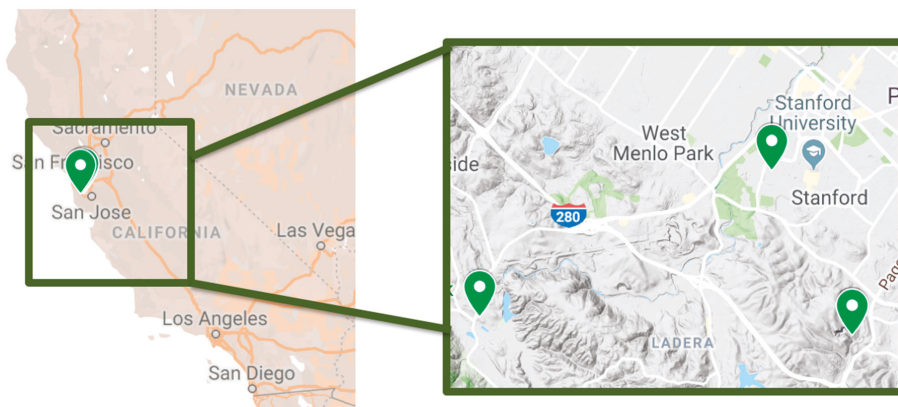 NEVADA
Sacramento
San Francisco
San Jose
CALIFORNIA
Las Vega
Los Angeles
San Diego
Stanford
University
P
West
Menlo Park
side
Stanford
280
Page
LADERA